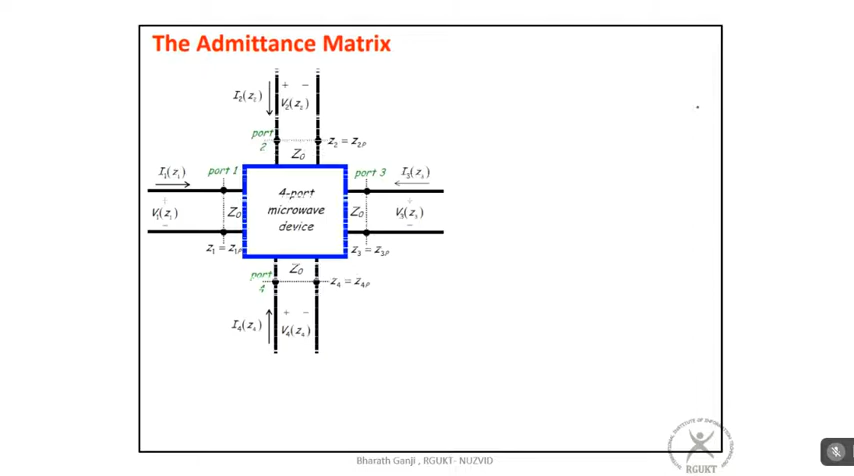 The Admittance Matrix
I₂(z₂)
+ −
V₂(z₂)
port
2
z₂ = z₂ₚ
Z₀
I₁(z₁)
port 1
port 3
I₃(z₃)
+
V₁(z₁)
−
Z₀
4-port
microwave
device
Z₀
+
V₃(z₃)
−
z₁ = z₁ₚ
z₃ = z₃ₚ
port
4
Z₀
z₄ = z₄ₚ
I₄(z₄)
+ −
V₄(z₄)
Bharath Ganji , RGUKT- NUZVID
RGUKT